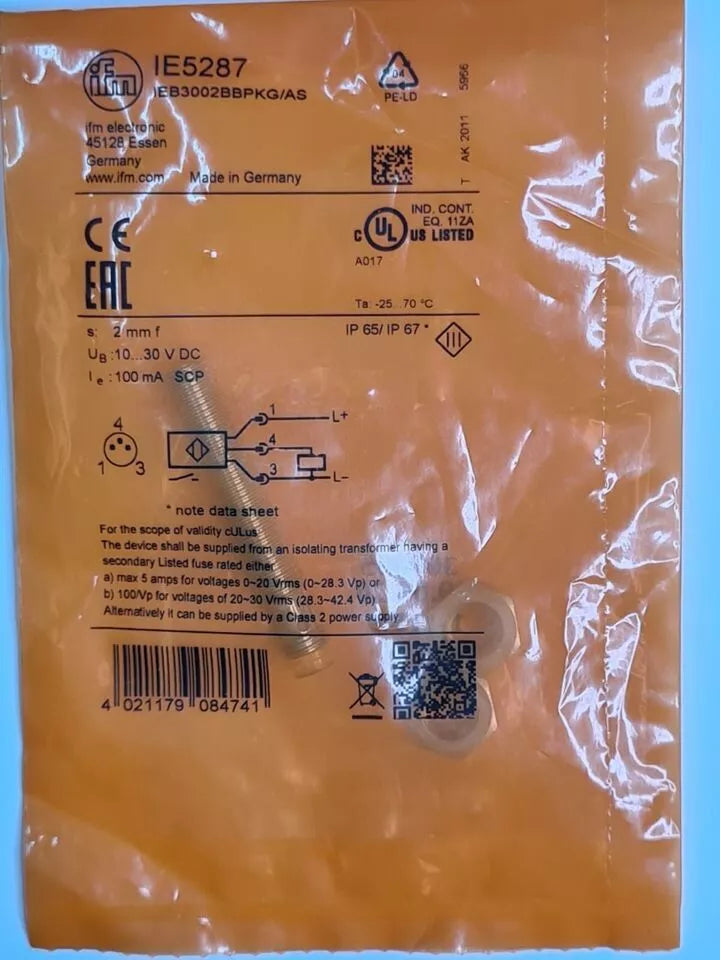 ifm
IE5287
IEB3002BBPKG/AS
ifm electronic
45128 Essen
Germany
www.ifm.com Made in Germany
04
PE-LD
T AK 2011 5966
CE
EAC
c UL US LISTED
IND. CONT.
EQ. 11ZA
A017
Ta: -25...70 °C
s: 2 mm f
IP 65/ IP 67 *
III
UB :10...30 V DC
Ie : 100 mA SCP
4
1 3
1 L+
4
3 L-
* note data sheet
For the scope of validity cULus
The device shall be supplied from an isolating transformer having a
secondary Listed fuse rated either
a) max 5 amps for voltages 0~20 Vrms (0~28.3 Vp) or
b) 100/Vp for voltages of 20~30 Vrms (28.3~42.4 Vp)
Alternatively it can be supplied by a Class 2 power supply
4 021179 084741